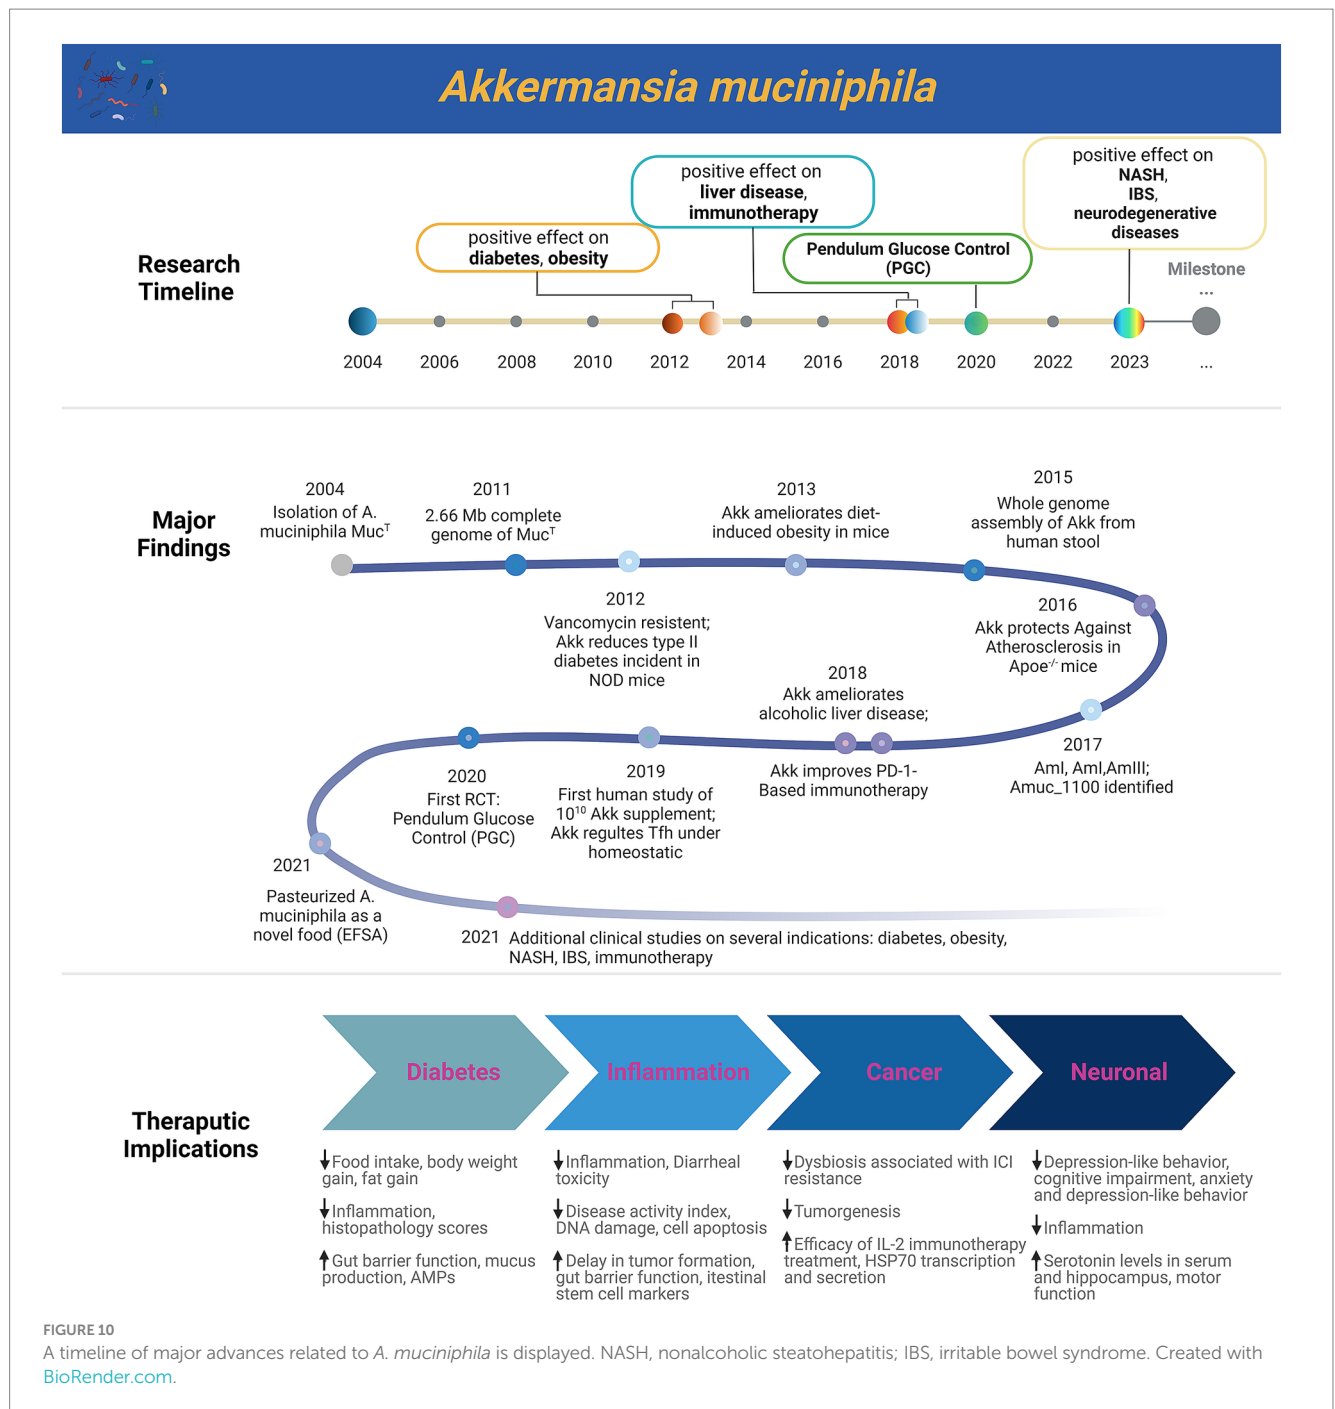 Akkermansia muciniphila
Research
Timeline
positive effect on
diabetes, obesity
positive effect on
liver disease,
immunotherapy
Pendulum Glucose Control
(PGC)
positive effect on
NASH,
IBS,
neurodegenerative
diseases
Milestone
...
2004
2006
2008
2010
2012
2014
2016
2018
2020
2022
2023
...
Major
Findings
2004
Isolation of A.
muciniphila Mucᵀ
2011
2.66 Mb complete
genome of Mucᵀ
2012
Vancomycin resistent;
Akk reduces type II
diabetes incident in
NOD mice
2013
Akk ameliorates diet-
induced obesity in mice
2015
Whole genome
assembly of Akk from
human stool
2016
Akk protects Against
Atherosclerosis in
Apoe⁻/⁻ mice
2017
AmI, AmI,AmIII;
Amuc_1100 identified
2018
Akk ameliorates
alcoholic liver disease;
Akk improves PD-1-
Based immunotherapy
2019
First human study of
10¹⁰ Akk supplement;
Akk regultes Tfh under
homeostatic
2020
First RCT:
Pendulum Glucose
Control (PGC)
2021
Pasteurized A.
muciniphila as a
novel food (EFSA)
2021 Additional clinical studies on several indications: diabetes, obesity,
NASH, IBS, immunotherapy
Theraputic
Implications
Diabetes
↓Food intake, body weight
gain, fat gain
↓Inflammation,
histopathology scores
↑Gut barrier function, mucus
production, AMPs
Inflammation
↓Inflammation, Diarrheal
toxicity
↓Disease activity index,
DNA damage, cell apoptosis
↑Delay in tumor formation,
gut barrier function, itestinal
stem cell markers
Cancer
↓Dysbiosis associated with ICI
resistance
↓Tumorgenesis
↑Efficacy of IL-2 immunotherapy
treatment, HSP70 transcription
and secretion
Neuronal
↓Depression-like behavior,
cognitive impairment, anxiety
and depression-like behavior
↓Inflammation
↑Serotonin levels in serum
and hippocampus, motor
function
FIGURE 10
A timeline of major advances related to A. muciniphila is displayed. NASH, nonalcoholic steatohepatitis; IBS, irritable bowel syndrome. Created with
BioRender.com.